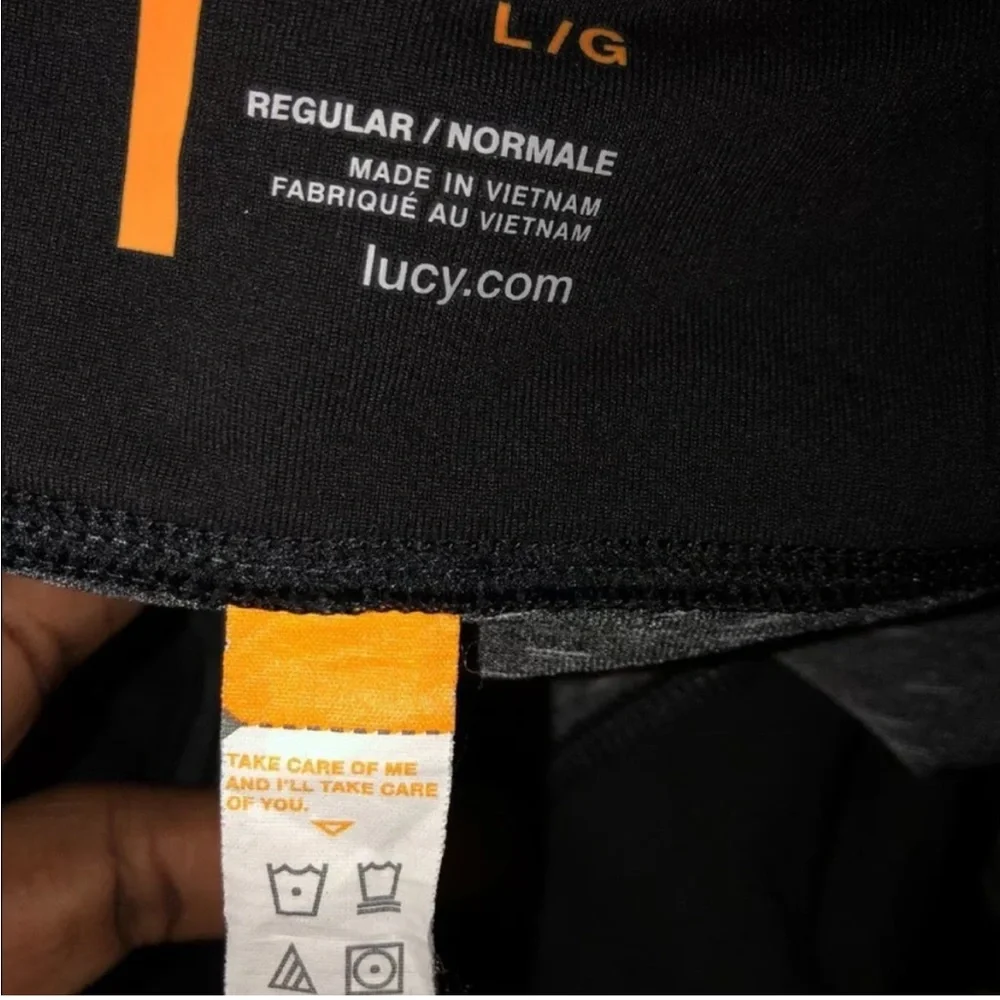 L/G
REGULAR / NORMALE
MADE IN VIETNAM
FABRIQUÉ AU VIETNAM
lucy.com
TAKE CARE OF ME
AND I'LL TAKE CARE
OF YOU.